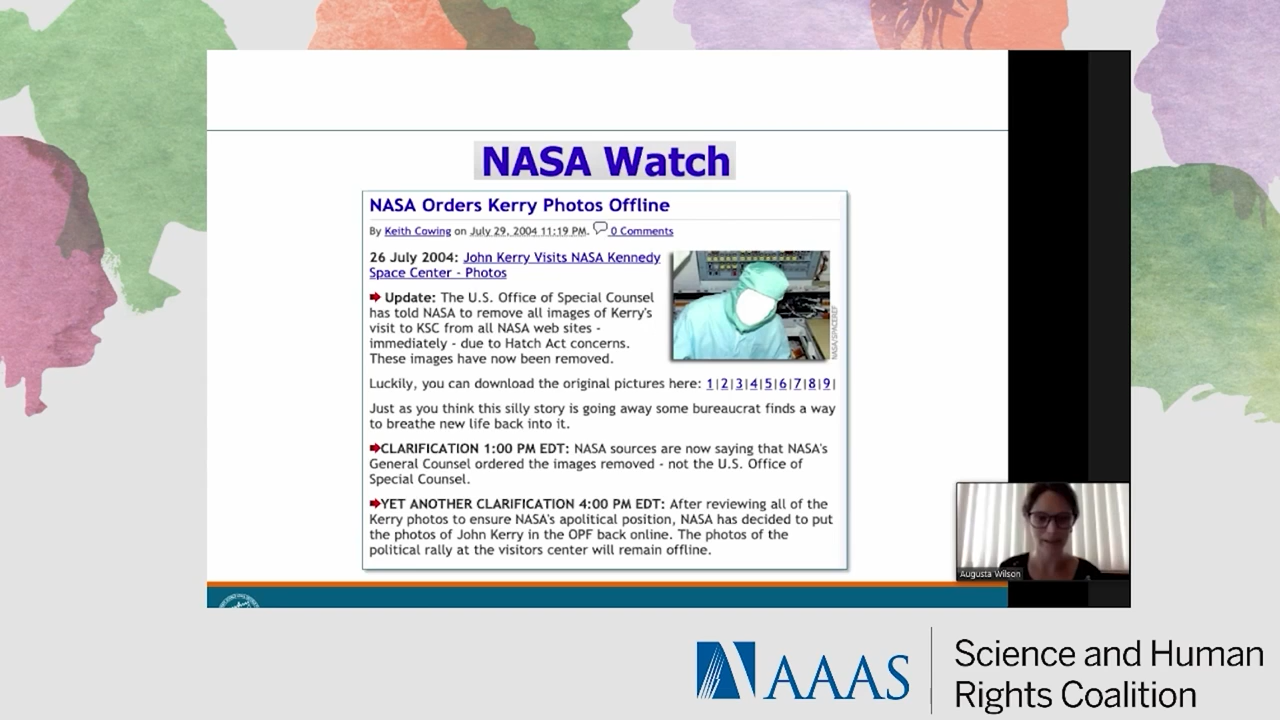 NASA Watch
NASA Orders Kerry Photos Offline
By Keith Cowing on July 29, 2004 11:19 PM. 0 Comments
26 July 2004: John Kerry Visits NASA Kennedy
Space Center - Photos
Update: The U.S. Office of Special Counsel
has told NASA to remove all images of Kerry's
visit to KSC from all NASA web sites -
immediately - due to Hatch Act concerns.
These images have now been removed.
NASA/SPACEREF
Luckily, you can download the original pictures here: 1|2|3|4|5|6|7|8|9|
Just as you think this silly story is going away some bureaucrat finds a way
to breathe new life back into it.
CLARIFICATION 1:00 PM EDT: NASA sources are now saying that NASA's
General Counsel ordered the images removed - not the U.S. Office of
Special Counsel.
YET ANOTHER CLARIFICATION 4:00 PM EDT: After reviewing all of the
Kerry photos to ensure NASA's apolitical position, NASA has decided to put
the photos of John Kerry in the OPF back online. The photos of the
political rally at the visitors center will remain offline.
Augusta Wilson
AAAS
Science and Human
Rights Coalition